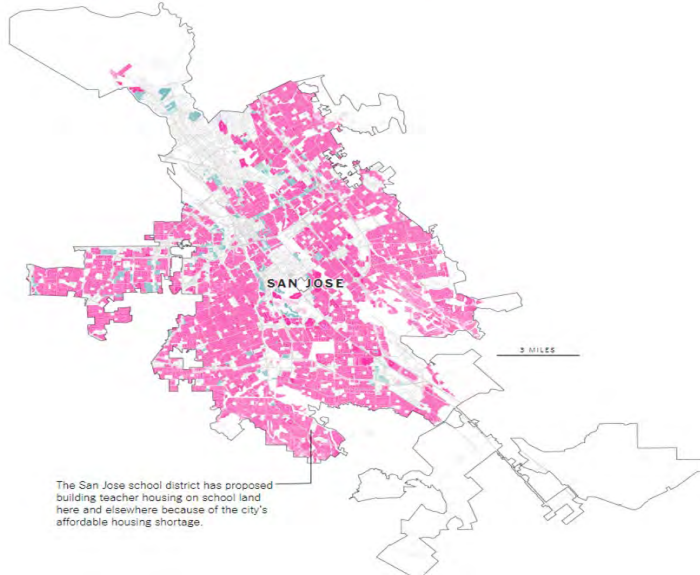 SAN JOSE
3 MILES
The San Jose school district has proposed
building teacher housing on school land
here and elsewhere because of the city's
affordable housing shortage.